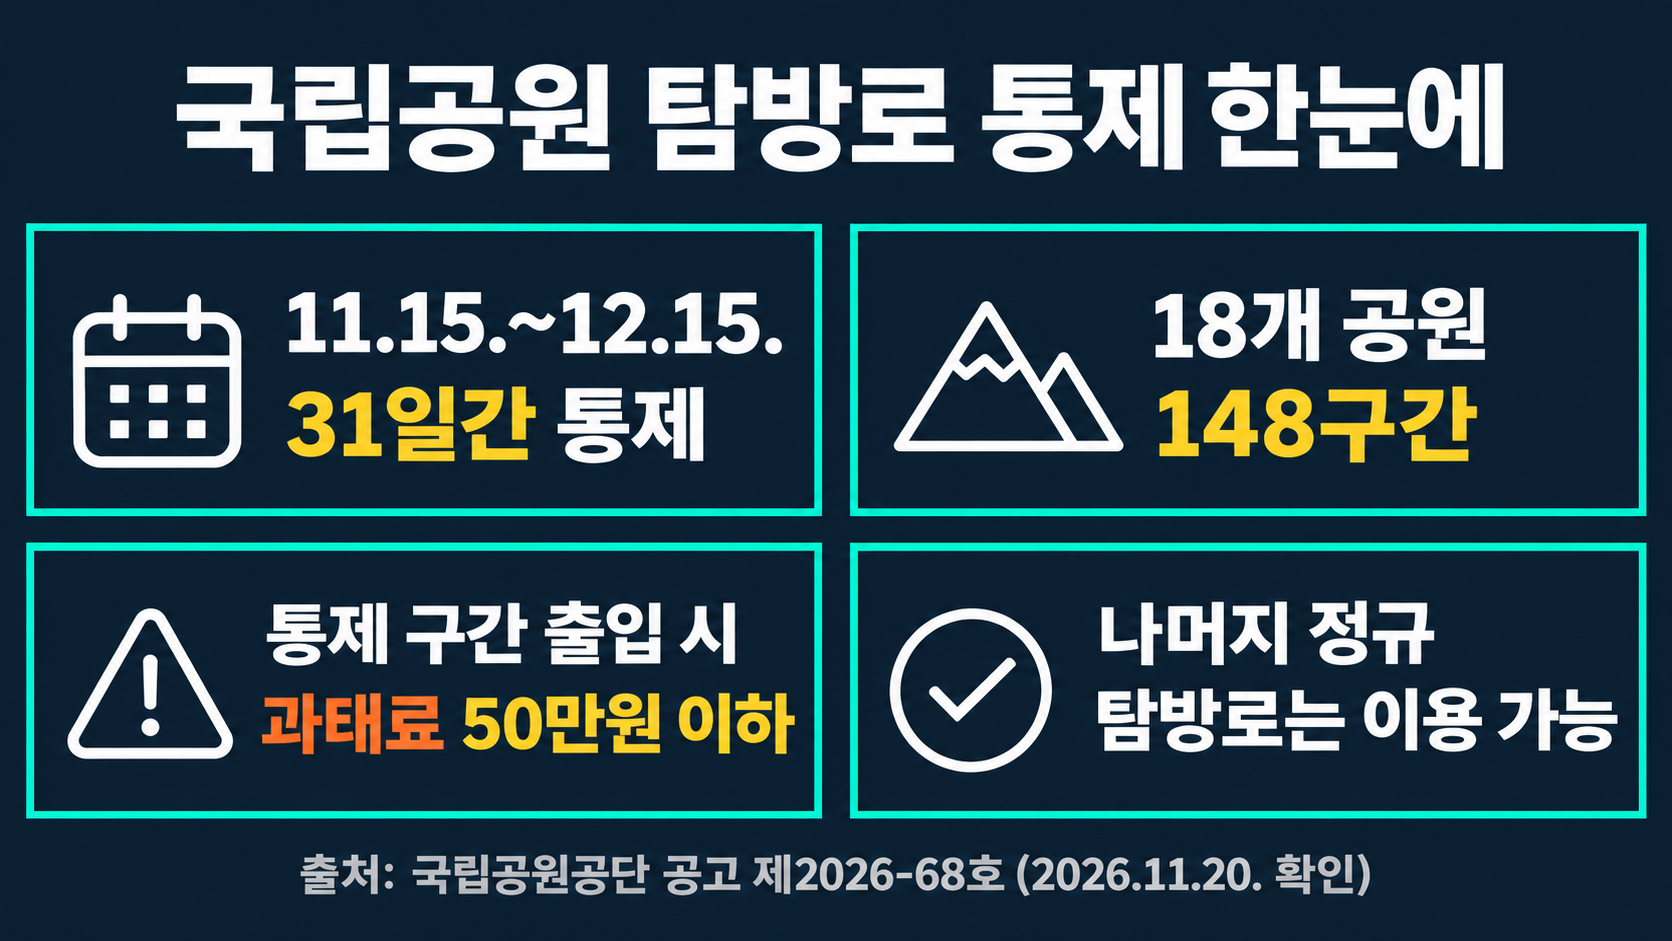 국립공원 탐방로 통제 한눈에
11.15.~12.15.
31일간 통제
18개 공원
148구간
통제 구간 출입 시
과태료 50만원 이하
나머지 정규
탐방로는 이용 가능
출처: 국립공원공단 공고 제2026-68호 (2026.11.20. 확인)